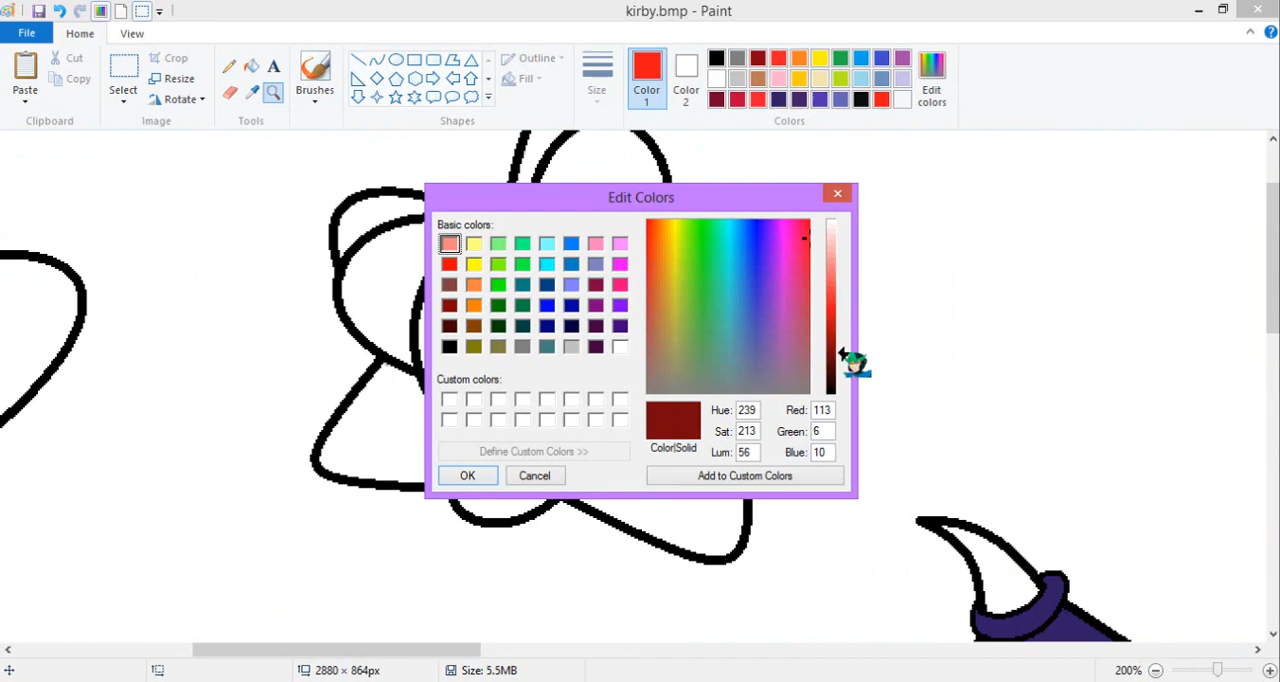 kirby.bmp - Paint
File Home View
Paste
Cut
Copy
Clipboard
Select
Crop
Resize
Rotate
Image
A
Tools
Brushes
Shapes
Outline
Fill
Size
Color 1
Color 2
Edit colors
Colors
Edit Colors
Basic colors:
Custom colors:
Define Custom Colors >>
OK Cancel
Color|Solid
Hue: 239 Red: 113
Sat: 213 Green: 6
Lum: 56 Blue: 10
Add to Custom Colors
2880 × 864px Size: 5.5MB 200%